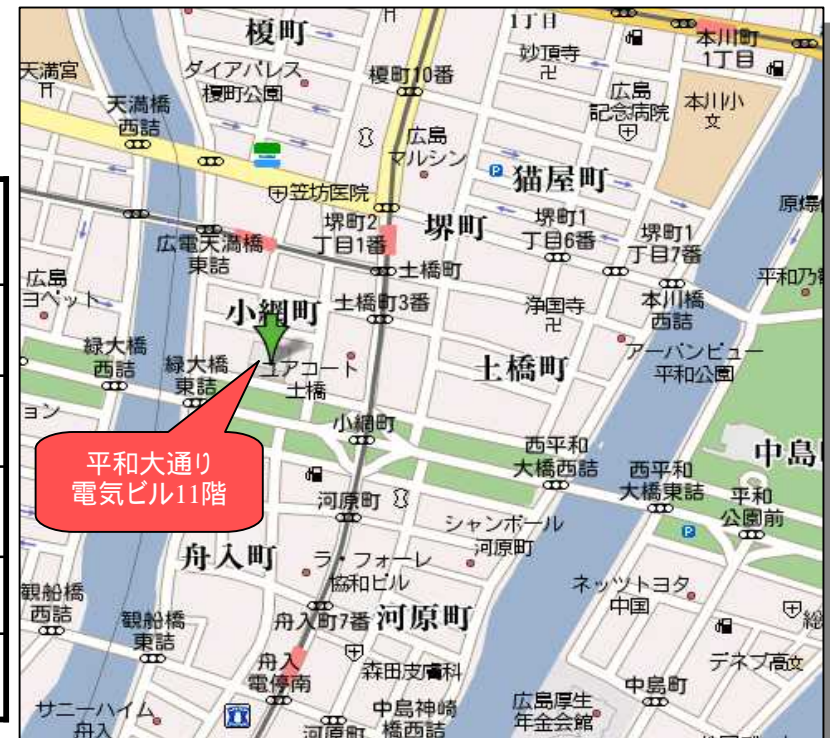 榎町
1丁目
本川町
1丁目
天満宮
ダイアパレス
榎町公園
榎町10番
妙頂寺
広島
記念病院
本川小
文
天満橋
西詰
広島
マルシン
猫屋町
笠坊医院
堺町2
丁目1番
堺町
堺町1
丁目6番
堺町1
丁目7番
原爆
広電天満橋
東詰
土橋町
平和乃
広島
ヨペット
小網町
土橋町3番
浄国寺
本川橋
西詰
緑大橋
西詰
緑大橋
東詰
ユアコート
土橋
土橋町
アーバンビュー
平和公園
ョン
小網町
平和大通り
電気ビル11階
西平和
大橋西詰
西平和
大橋東詰
中島
平和
公園前
河原町
シャンボール
河原町
舟入町
ラ・フォーレ
協和ビル
ネッツトヨタ
中国
観船橋
西詰
観船橋
東詰
舟入町7番
河原町
総
舟入
電停南
森田皮膚科
デネブ高文
中島町
サニーハイム
舟入
河原町
中島神崎
橋西詰
広島厚生
年金会館